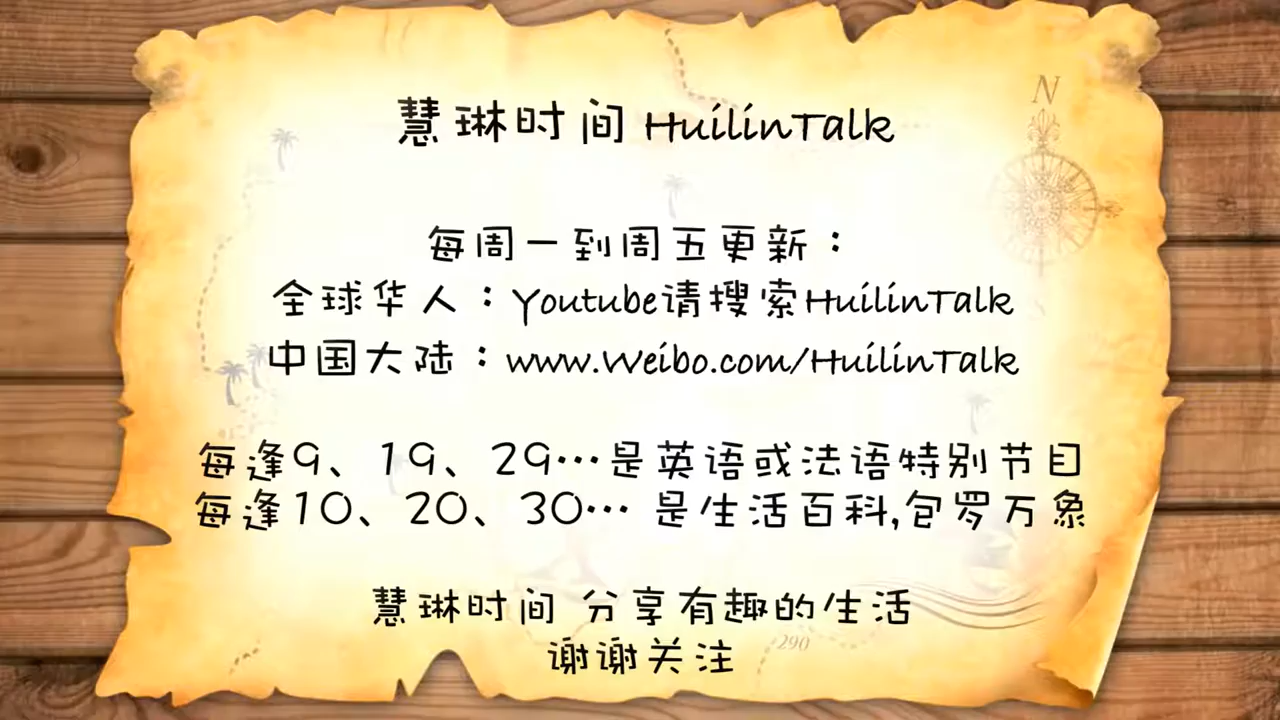 慧琳时间 HuilinTalk
N
每周一到周五更新：
全球华人：Youtube请搜索HuilinTalk
中国大陆：www.Weibo.com/HuilinTalk
每逢9、19、29…是英语或法语特别节目
每逢10、20、30… 是生活百科,包罗万象
慧琳时间 分享有趣的生活
290
谢谢关注